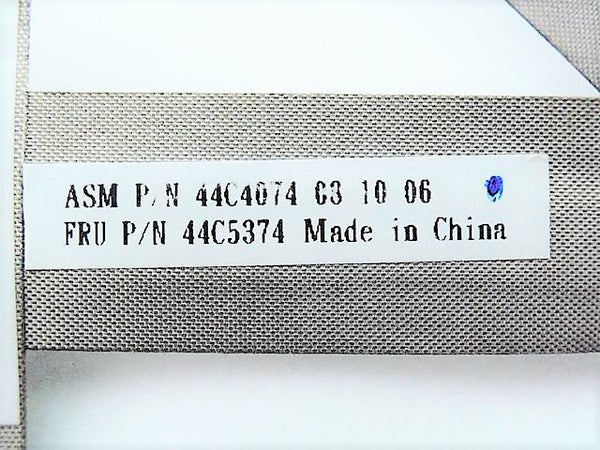 ASM P/N 44C4074 03 10 06
FRU P/N 44C5374 Made in China